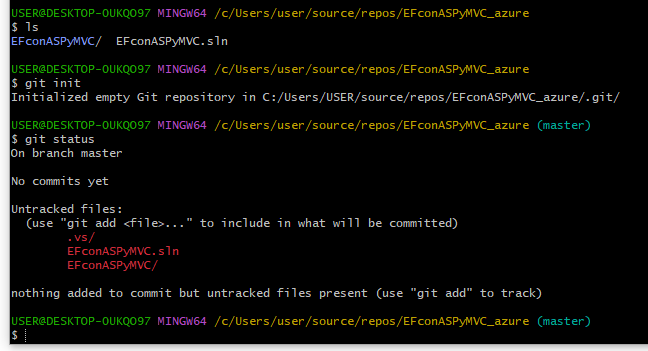 USER@DESKTOP-OUKQO97 MINGW64 /c/Users/user/source/repos/EFconASPyMVC_azure
$ ls
EFconASPyMVC/  EFconASPyMVC.sln
USER@DESKTOP-OUKQO97 MINGW64 /c/Users/user/source/repos/EFconASPyMVC_azure
$ git init
Initialized empty Git repository in C:/Users/USER/source/repos/EFconASPyMVC_azure/.git/
USER@DESKTOP-OUKQO97 MINGW64 /c/Users/user/source/repos/EFconASPyMVC_azure (master)
$ git status
On branch master
No commits yet
Untracked files:
  (use "git add <file>..." to include in what will be committed)
        .vs/
        EFconASPyMVC.sln
        EFconASPyMVC/
nothing added to commit but untracked files present (use "git add" to track)
USER@DESKTOP-OUKQO97 MINGW64 /c/Users/user/source/repos/EFconASPyMVC_azure (master)
$